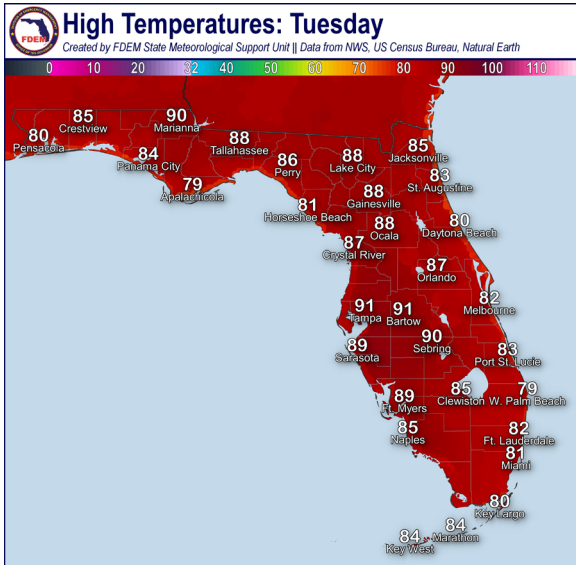 FDEM
High Temperatures: Tuesday
Created by FDEM State Meteorological Support Unit || Data from NWS, US Census Bureau, Natural Earth
0 10 20 32 40 50 60 70 80 90 100 110
85
Crestview
90
Marianna
80
Pensacola
84
Panama City
88
Tallahassee
79
Apalachicola
86
Perry
88
Lake City
85
Jacksonville
83
St. Augustine
81
Horseshoe Beach
88
Gainesville
88
Ocala
80
Daytona Beach
87
Crystal River
87
Orlando
82
Melbourne
91
Tampa
91
Bartow
90
Sebring
89
Sarasota
83
Port St. Lucie
89
Ft. Myers
85
Clewiston
79
W. Palm Beach
85
Naples
82
Ft. Lauderdale
81
Miami
80
Key Largo
84
Marathon
84
Key West